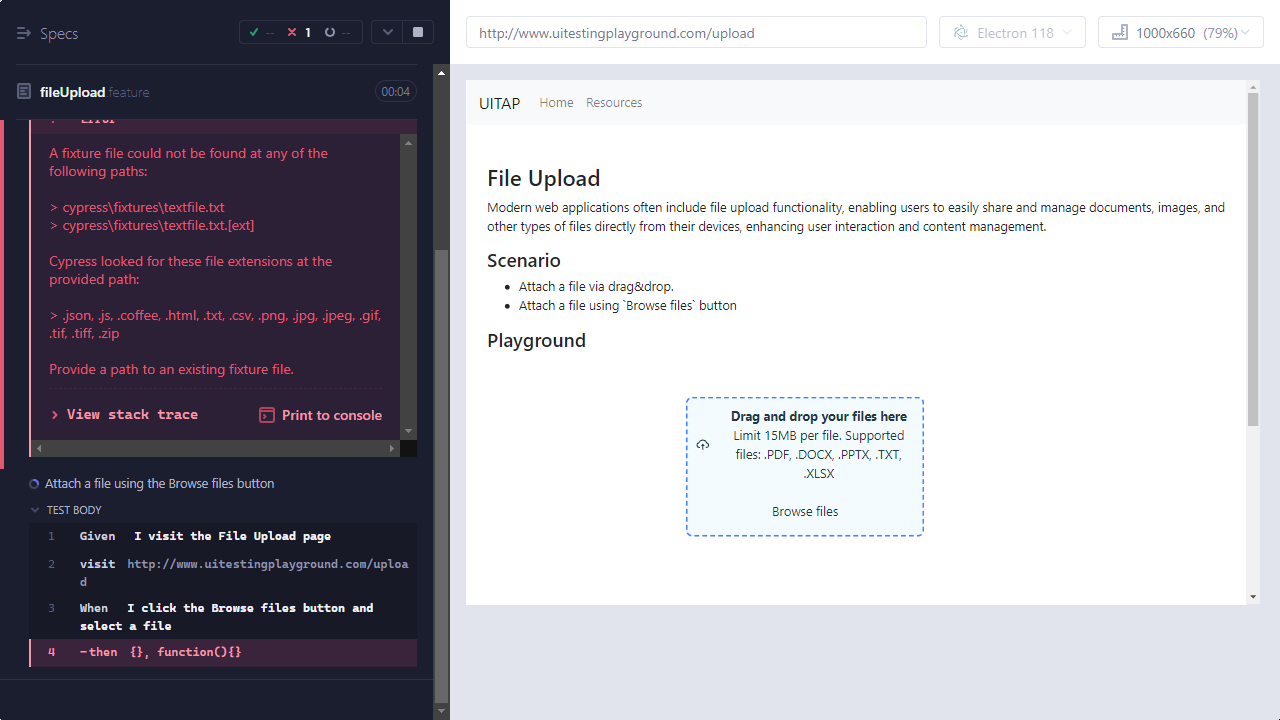 Specs
-- 1 --
fileUpload.feature
00:04
Error
A fixture file could not be found at any of the
following paths:
> cypress\fixtures\textfile.txt
> cypress\fixtures\textfile.txt.[ext]
Cypress looked for these file extensions at the
provided path:
> .json, .js, .coffee, .html, .txt, .csv, .png, .jpg, .jpeg, .gif,
.tif, .tiff, .zip
Provide a path to an existing fixture file.
> View stack trace
Print to console
Attach a file using the Browse files button
TEST BODY
1 Given I visit the File Upload page
2 visit http://www.uitestingplayground.com/uploa
d
3 When I click the Browse files button and
select a file
4 -then {}, function(){}
http://www.uitestingplayground.com/upload
Electron 118
1000x660 (79%)
UITAP Home Resources
File Upload
Modern web applications often include file upload functionality, enabling users to easily share and manage documents, images, and
other types of files directly from their devices, enhancing user interaction and content management.
Scenario
• Attach a file via drag&drop.
• Attach a file using `Browse files` button
Playground
Drag and drop your files here
Limit 15MB per file. Supported
files: .PDF, .DOCX, .PPTX, .TXT,
.XLSX
Browse files